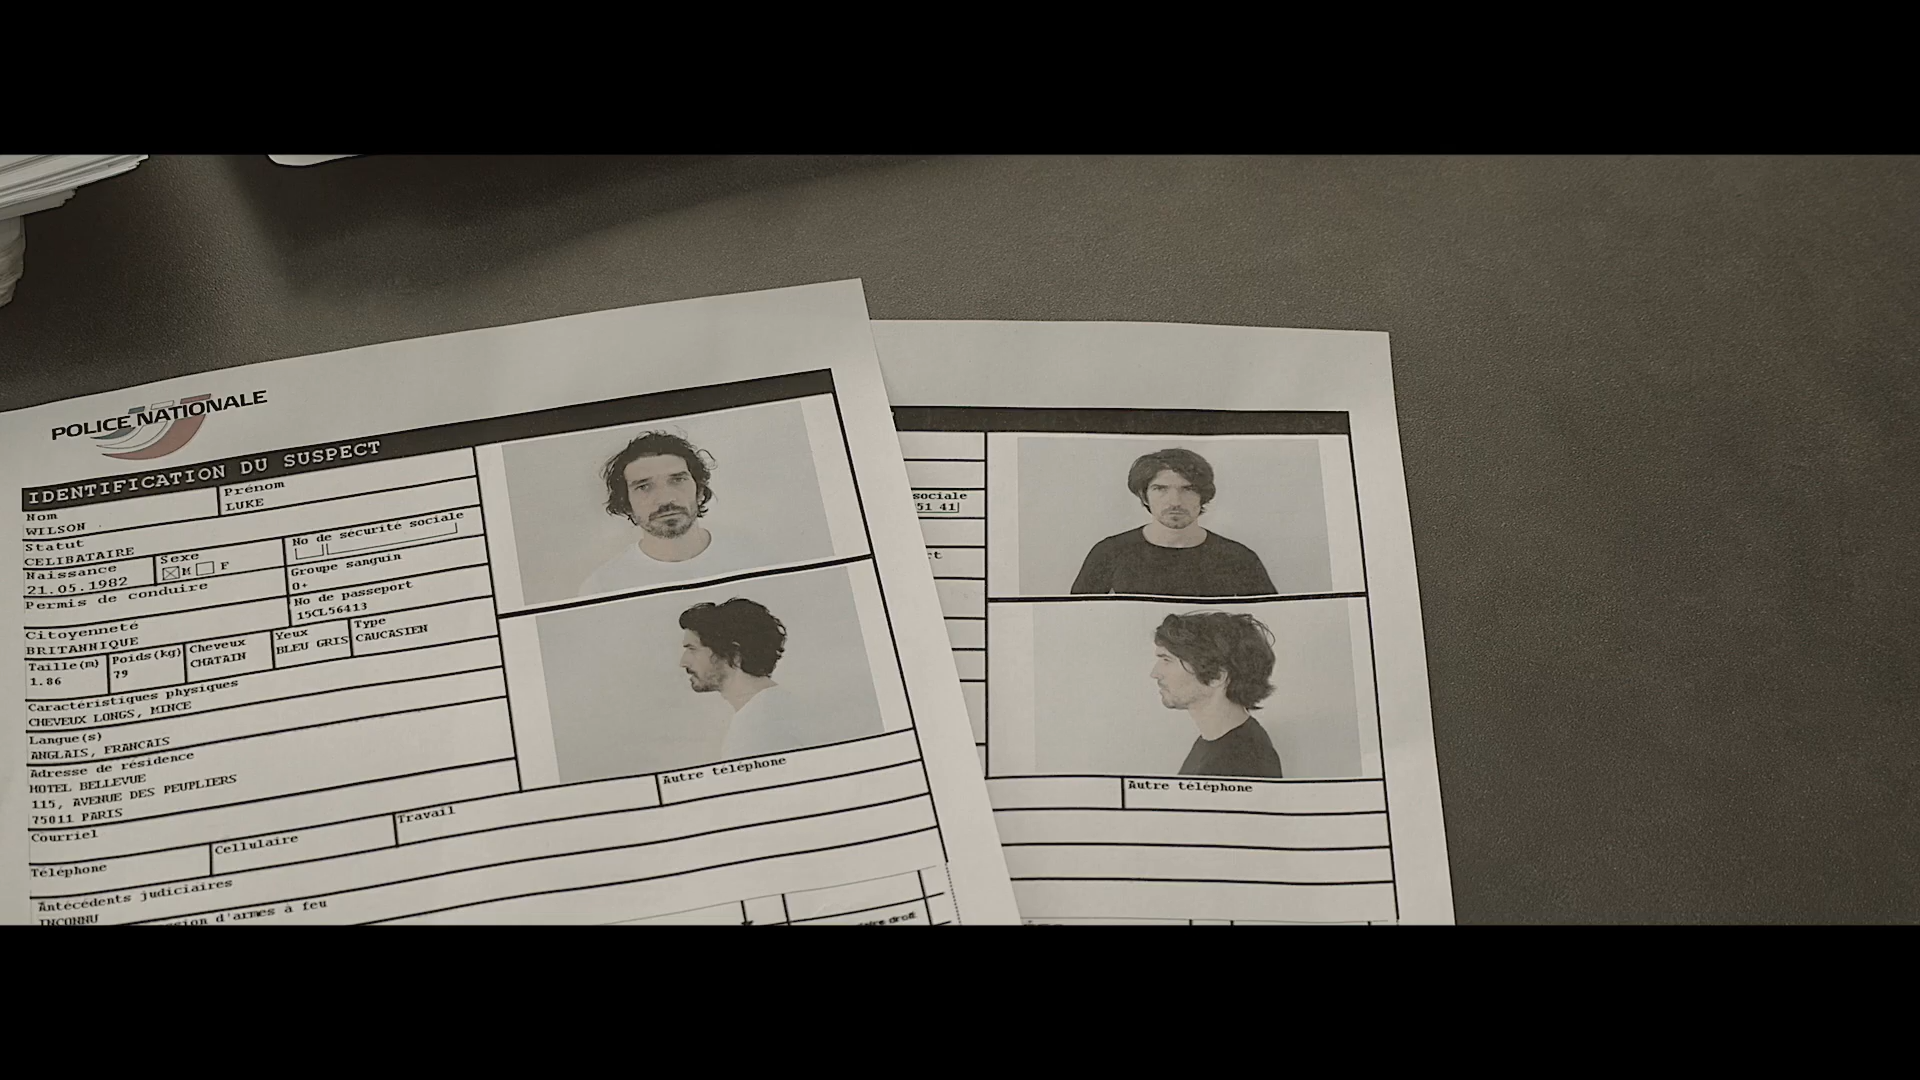 POLICE NATIONALE
IDENTIFICATION DU SUSPECT
Nom
WILSON
Prénom
LUKE
Statut
CELIBATAIRE
Sexe
M F
No de sécurité sociale
Naissance
21.05.1982
Groupe sanguin
O+
Permis de conduire
No de passeport
15CL56413
Citoyenneté
BRITANNIQUE
Taille(m)
1.86
Poids(kg)
79
Cheveux
CHATAIN
Yeux
BLEU GRIS
Type
CAUCASIEN
Caractéristiques physiques
CHEVEUX LONGS, MINCE
Langue(s)
ANGLAIS, FRANCAIS
Adresse de résidence
HOTEL BELLEVUE
115, AVENUE DES PEUPLIERS
75011 PARIS
Courriel
Téléphone
Cellulaire
Travail
Autre téléphone
Antécédents judiciaires
INCONNU
d'armes à feu
droit
sociale
51 41
Autre téléphone